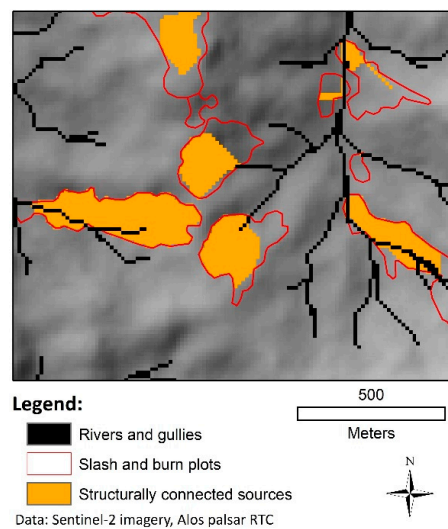 Legend:
500
Meters
Rivers and gullies
Slash and burn plots
Structurally connected sources
N
Data: Sentinel-2 imagery, Alos palsar RTC